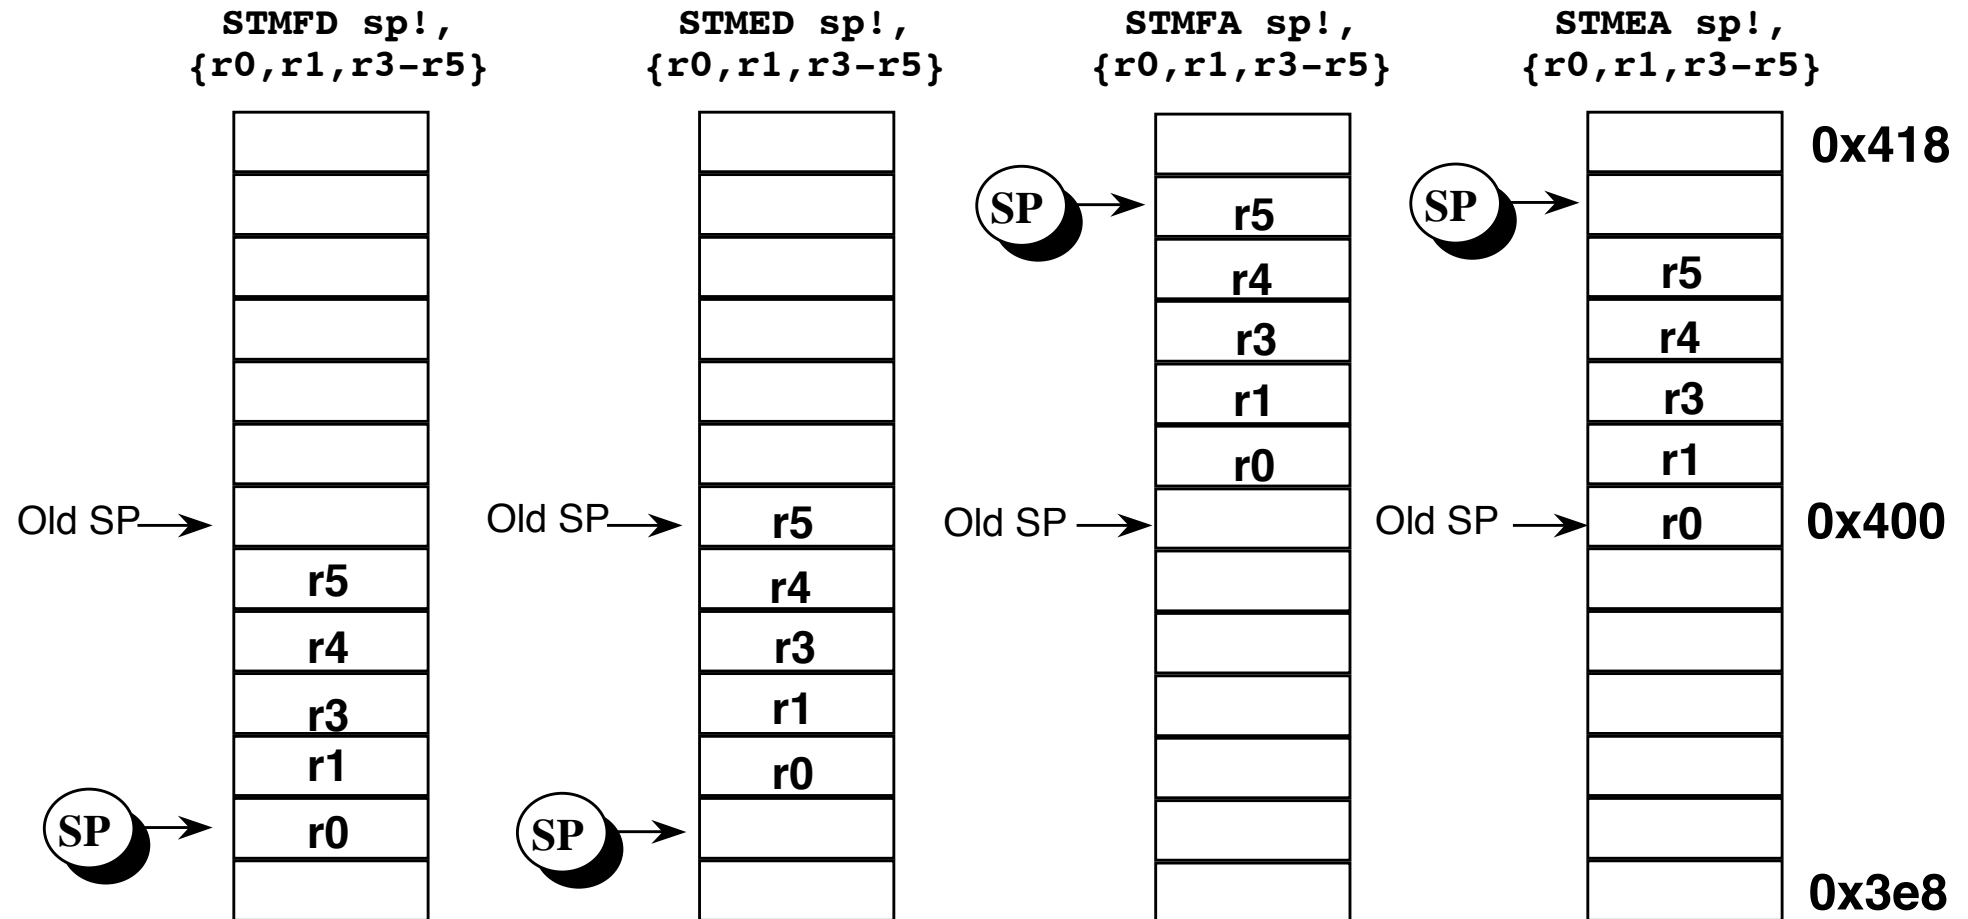 STMFD sp!,
{r0,r1,r3-r5}
STMED sp!,
{r0,r1,r3-r5}
STMFA sp!,
{r0,r1,r3-r5}
STMEA sp!,
{r0,r1,r3-r5}
Old SP
r5
r4
r3
r1
r0
SP
Old SP
r5
r4
r3
r1
r0
SP
SP
r5
r4
r3
r1
r0
Old SP
SP
r5
r4
r3
r1
r0
Old SP
0x418
0x400
0x3e8